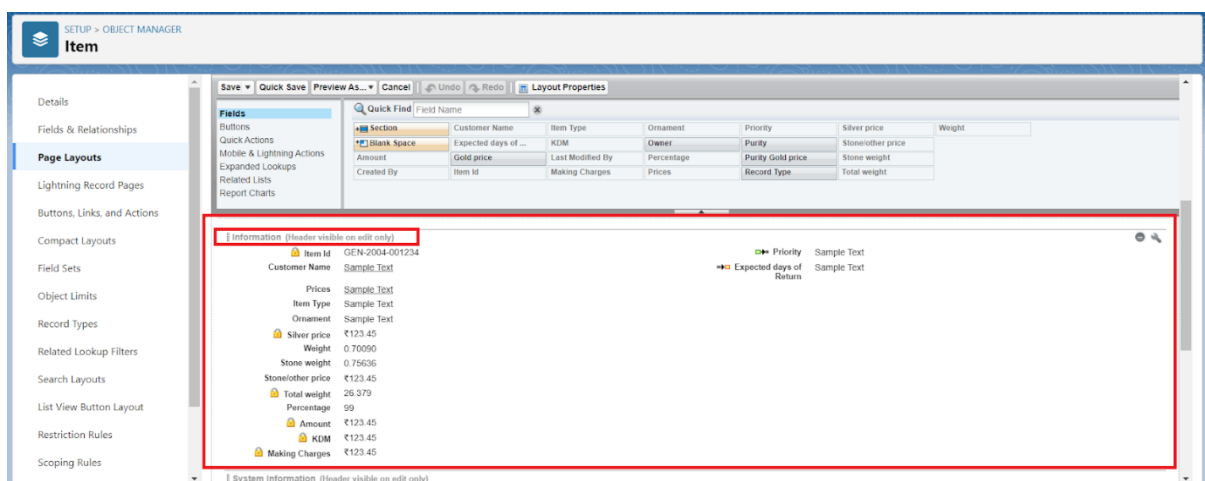 SETUP > OBJECT MANAGER
Item
Details
Fields & Relationships
Page Layouts
Lightning Record Pages
Buttons, Links, and Actions
Compact Layouts
Field Sets
Object Limits
Record Types
Related Lookup Filters
Search Layouts
List View Button Layout
Restriction Rules
Scoping Rules
Save Quick Save Preview As... Cancel Undo Redo Layout Properties
Fields
Buttons
Quick Actions
Mobile & Lightning Actions
Expanded Lookups
Related Lists
Report Charts
Quick Find Field Name
Section Customer Name Item Type Ornament Priority Silver price Weight
Blank Space Expected days of ... KDM Owner Purity Stone/other price
Amount Gold price Last Modified By Percentage Purity Gold price Stone weight
Created By Item Id Making Charges Prices Record Type Total weight
Information (Header visible on edit only)
Item Id GEN-2004-001234 Priority Sample Text
Customer Name Sample Text Expected days of Return Sample Text
Prices Sample Text
Item Type Sample Text
Ornament Sample Text
Silver price ₹123.45
Weight 0.70090
Stone weight 0.75636
Stone/other price ₹123.45
Total weight 26.379
Percentage 99
Amount ₹123.45
KDM ₹123.45
Making Charges ₹123.45
System Information (Header visible on edit only)